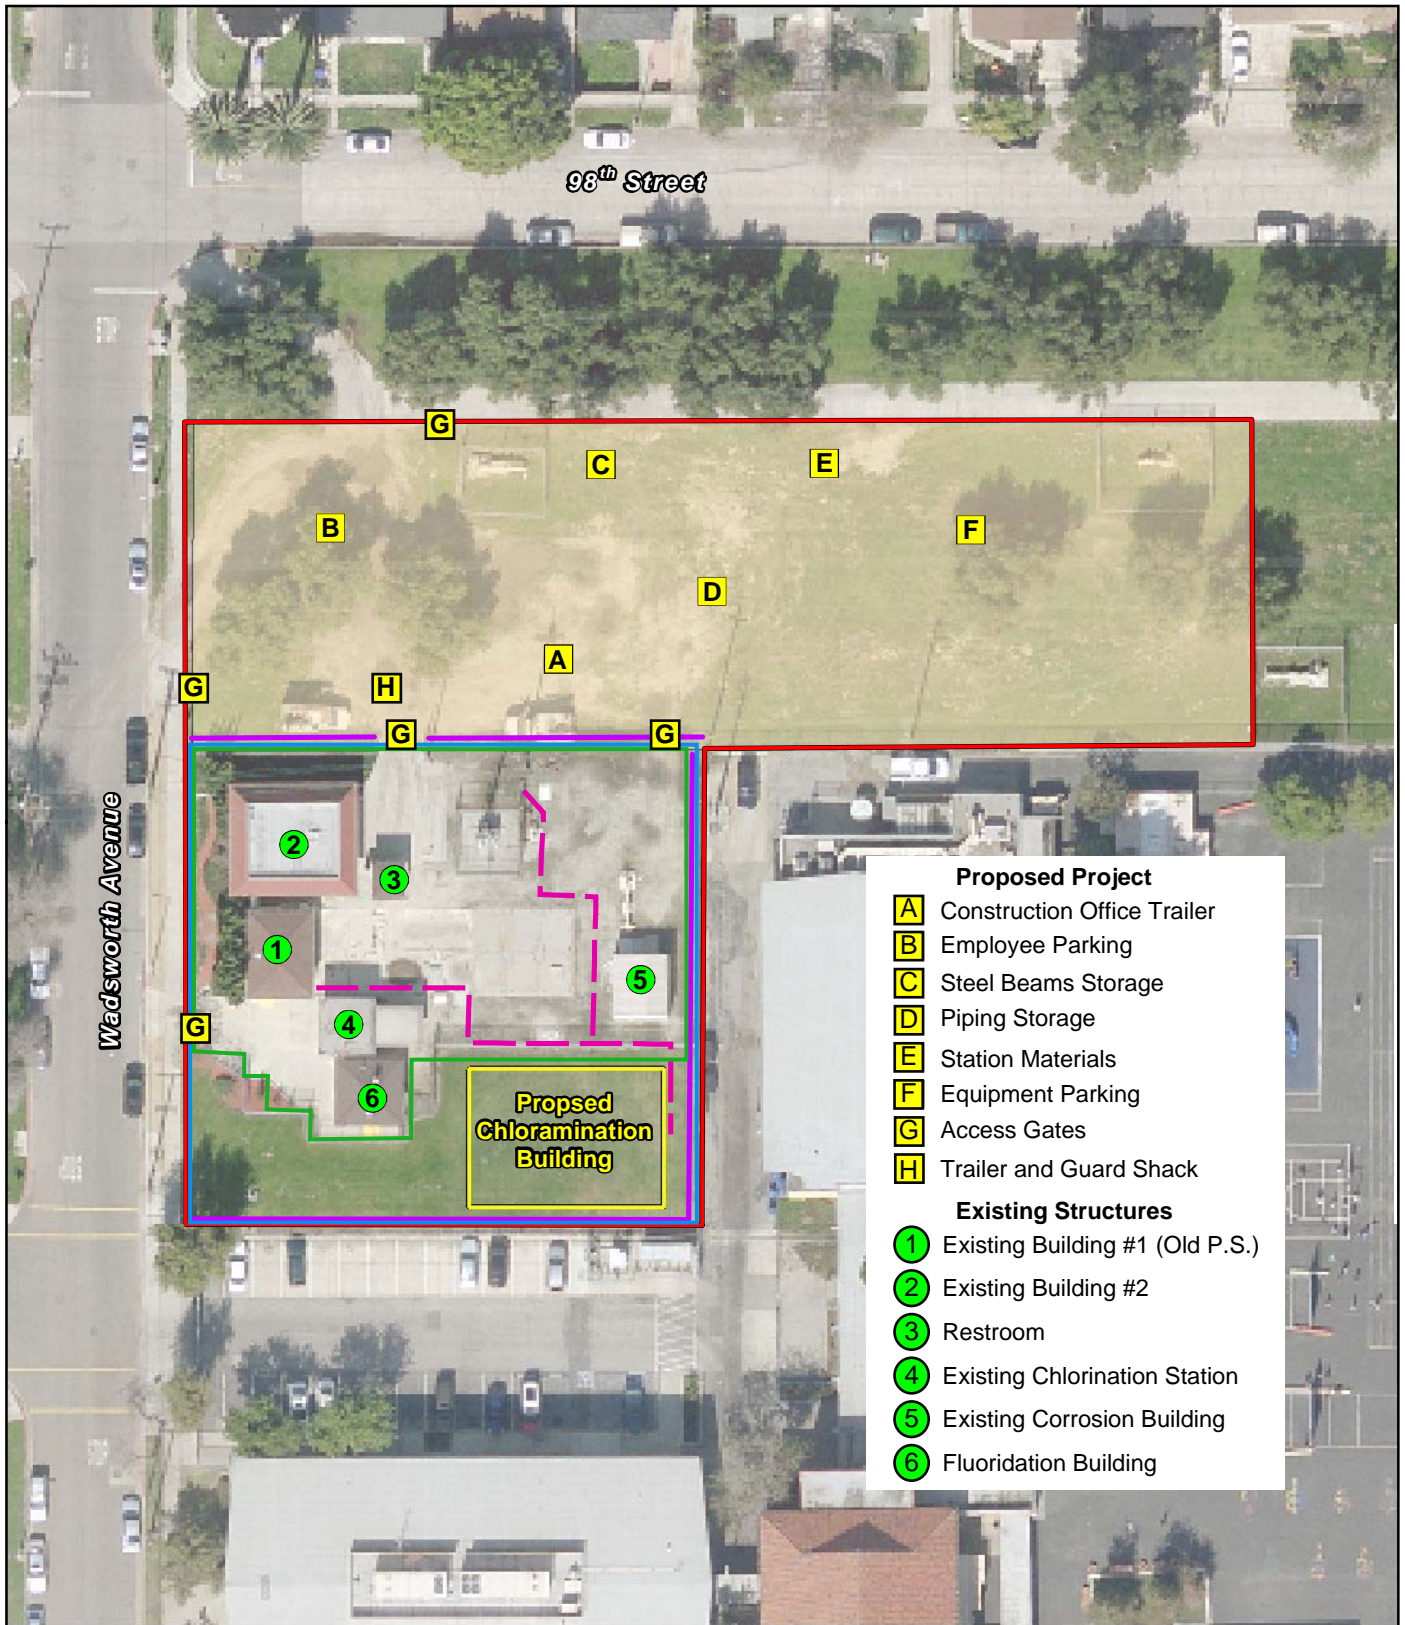 98th Street
G
C
E
B
F
D
A
G
H
G
G
Wadsworth Avenue
2
3
1
5
4
G
6
Propsed
Chloramination
Building
Proposed Project
A Construction Office Trailer
B Employee Parking
C Steel Beams Storage
D Piping Storage
E Station Materials
F Equipment Parking
G Access Gates
H Trailer and Guard Shack
Existing Structures
1 Existing Building #1 (Old P.S.)
2 Existing Building #2
3 Restroom
4 Existing Chlorination Station
5 Existing Corrosion Building
6 Fluoridation Building